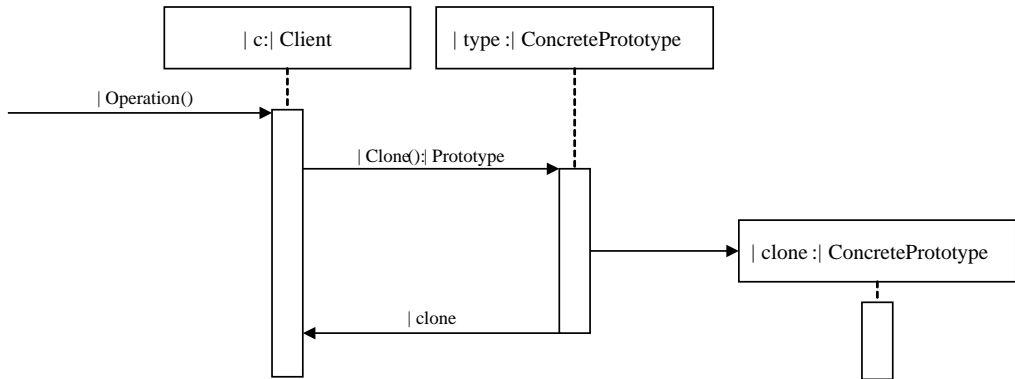 | c:| Client
| type :| ConcretePrototype
| Operation()
| Clone():| Prototype
| clone :| ConcretePrototype
| clone